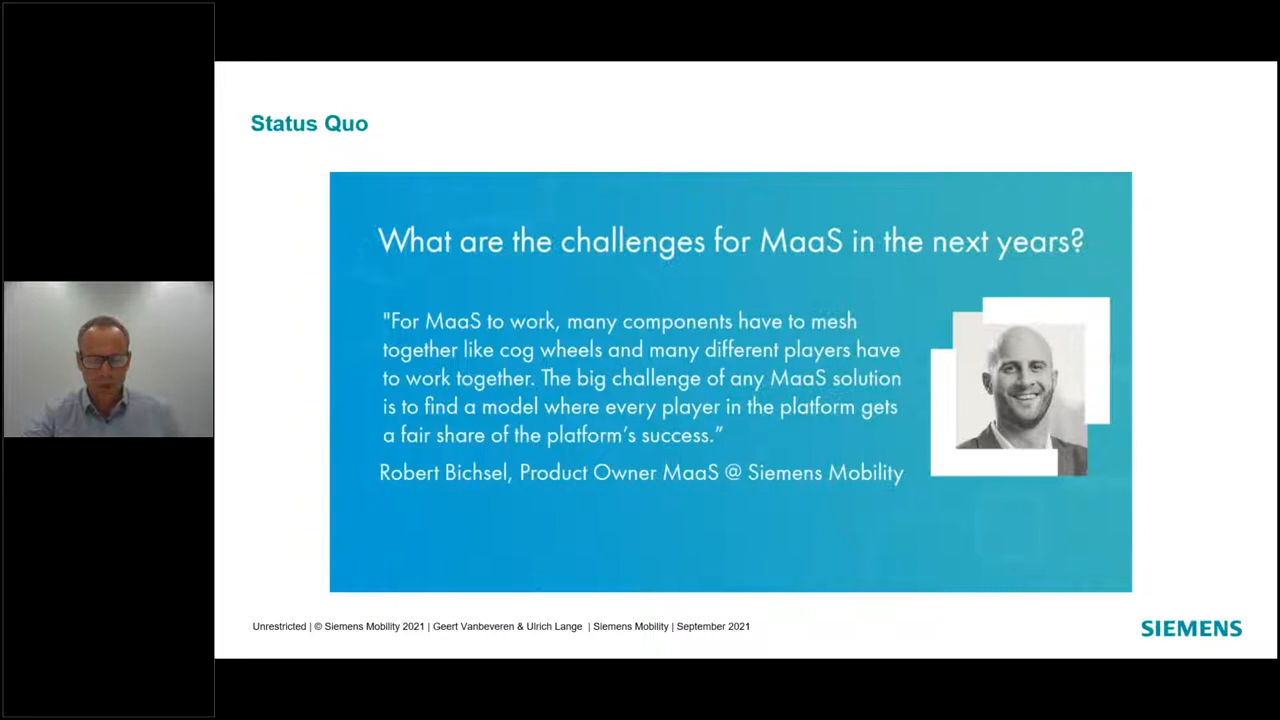 Status Quo
What are the challenges for MaaS in the next years?
"For MaaS to work, many components have to mesh
together like cog wheels and many different players have
to work together. The big challenge of any MaaS solution
is to find a model where every player in the platform gets
a fair share of the platform's success.”
Robert Bichsel, Product Owner MaaS @ Siemens Mobility
Unrestricted | © Siemens Mobility 2021 | Geert Vanbeveren & Ulrich Lange | Siemens Mobility | September 2021
SIEMENS